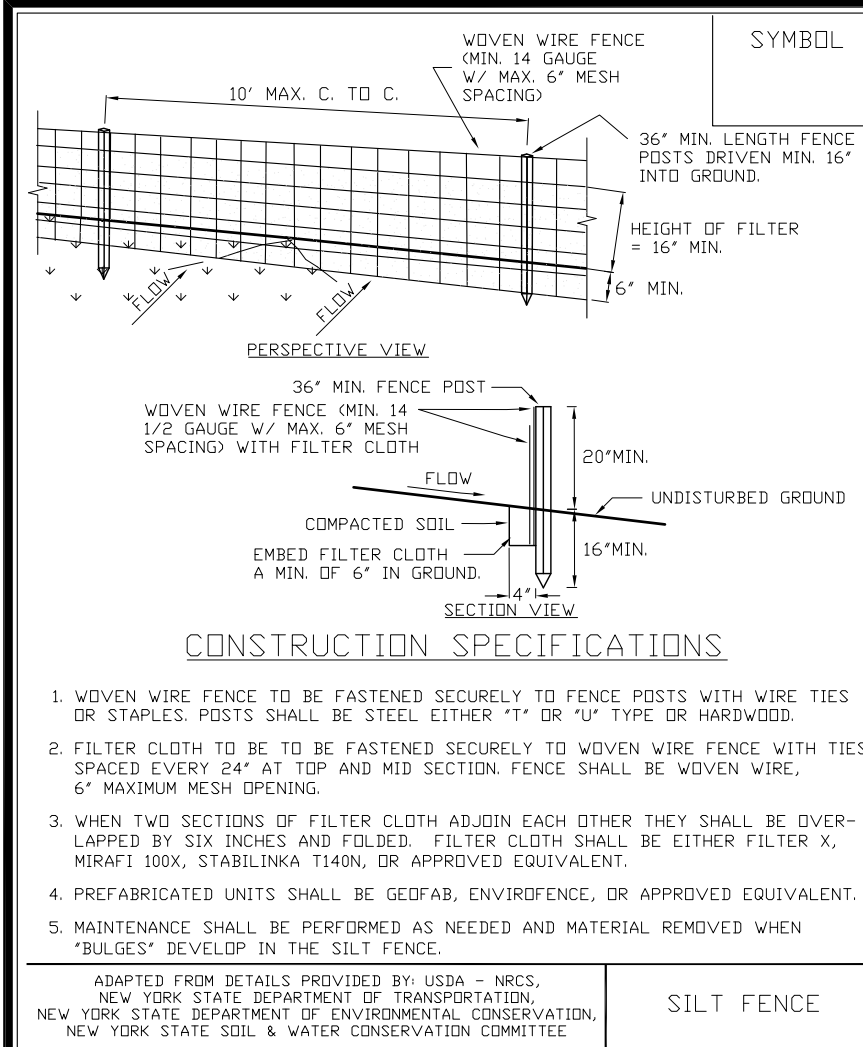 SYMBOL
WOVEN WIRE FENCE
(MIN. 14 GAUGE
W/ MAX. 6" MESH
SPACING)
10' MAX. C. TO C.
36" MIN. LENGTH FENCE
POSTS DRIVEN MIN. 16"
INTO GROUND.
HEIGHT OF FILTER
= 16" MIN.
6" MIN.
FLOW
FLOW
PERSPECTIVE VIEW
36" MIN. FENCE POST
WOVEN WIRE FENCE (MIN. 14
1/2 GAUGE W/ MAX. 6" MESH
SPACING) WITH FILTER CLOTH
20"MIN.
FLOW
UNDISTURBED GROUND
COMPACTED SOIL
EMBED FILTER CLOTH
A MIN. OF 6" IN GROUND.
16"MIN.
4"
SECTION VIEW
CONSTRUCTION SPECIFICATIONS
1. WOVEN WIRE FENCE TO BE FASTENED SECURELY TO FENCE POSTS WITH WIRE TIES
OR STAPLES. POSTS SHALL BE STEEL EITHER "T" OR "U" TYPE OR HARDWOOD.
2. FILTER CLOTH TO BE TO BE FASTENED SECURELY TO WOVEN WIRE FENCE WITH TIES
SPACED EVERY 24" AT TOP AND MID SECTION. FENCE SHALL BE WOVEN WIRE,
6" MAXIMUM MESH OPENING.
3. WHEN TWO SECTIONS OF FILTER CLOTH ADJOIN EACH OTHER THEY SHALL BE OVER-
LAPPED BY SIX INCHES AND FOLDED. FILTER CLOTH SHALL BE EITHER FILTER X,
MIRAFI 100X, STABILINKA T140N, OR APPROVED EQUIVALENT.
4. PREFABRICATED UNITS SHALL BE GEOFAB, ENVIROFENCE, OR APPROVED EQUIVALENT.
5. MAINTENANCE SHALL BE PERFORMED AS NEEDED AND MATERIAL REMOVED WHEN
"BULGES" DEVELOP IN THE SILT FENCE.
ADAPTED FROM DETAILS PROVIDED BY: USDA - NRCS,
NEW YORK STATE DEPARTMENT OF TRANSPORTATION,
NEW YORK STATE DEPARTMENT OF ENVIRONMENTAL CONSERVATION,
NEW YORK STATE SOIL & WATER CONSERVATION COMMITTEE
SILT FENCE